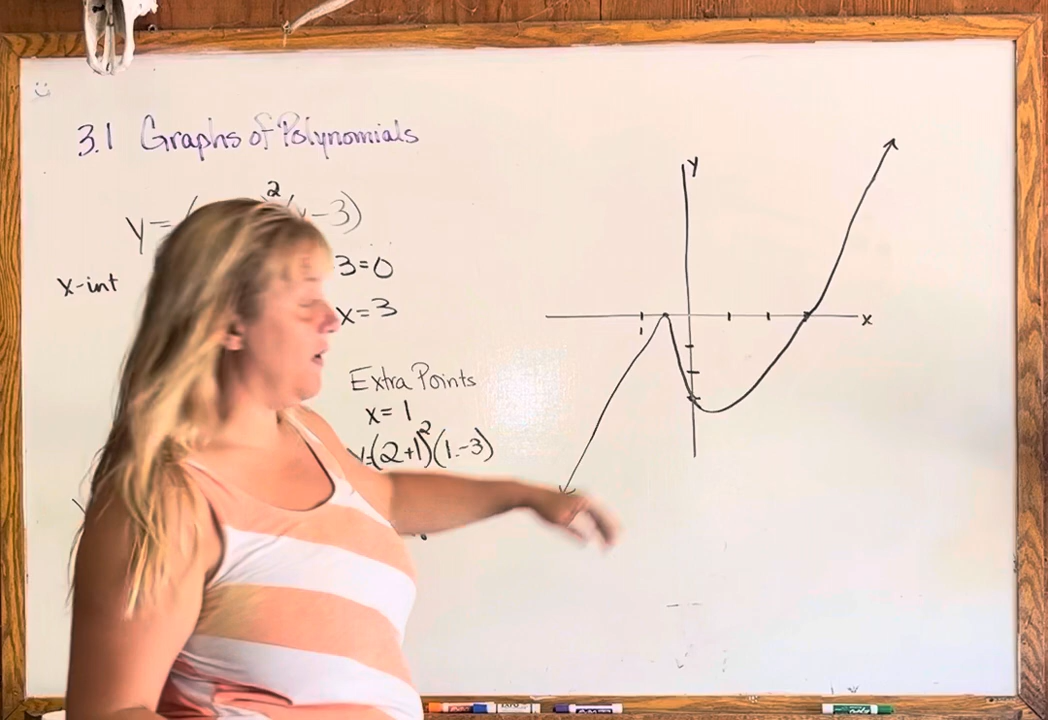 3.1 Graphs of Polynomials
y=( ²(x-3)
3=0
x-int
x=3
Extra Points
x=1
y=(2+1)²(1-3)
y
x